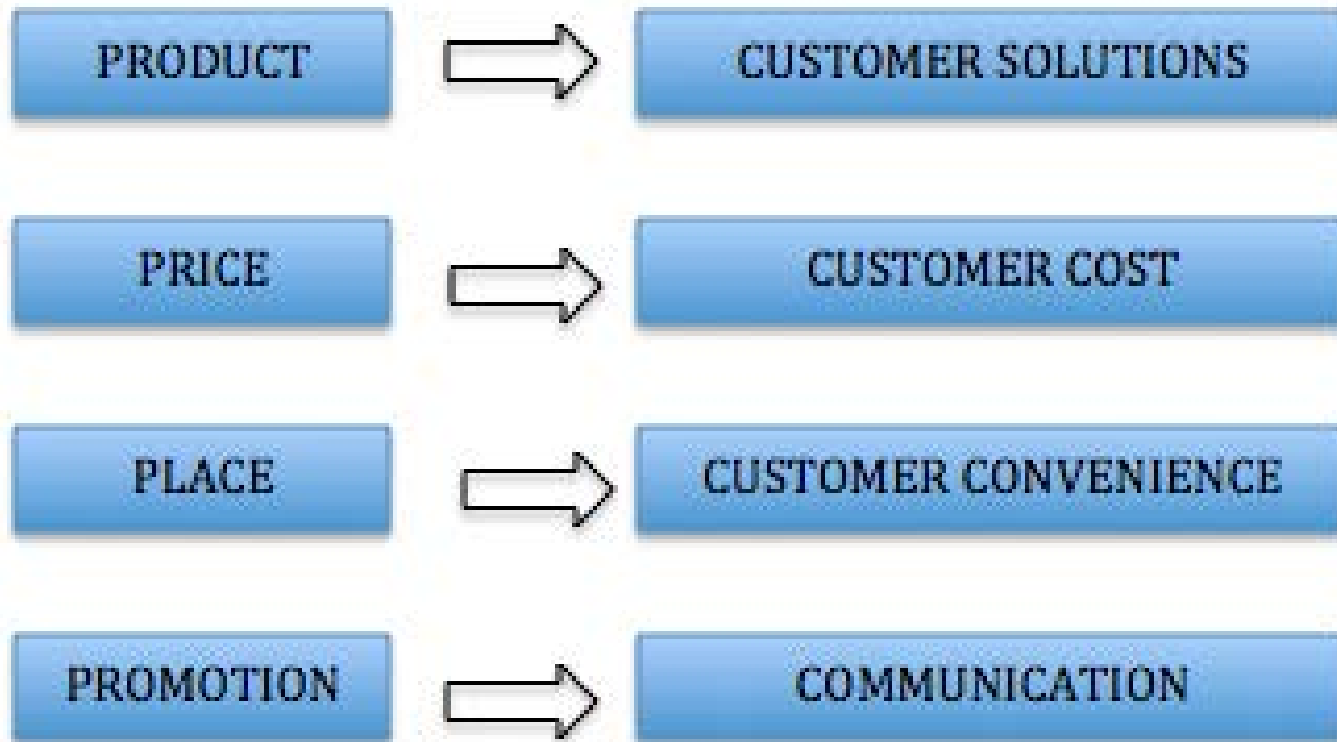 PRODUCT CUSTOMER SOLUTIONS
PRICE CUSTOMER COST
PLACE CUSTOMER CONVENIENCE
PROMOTION COMMUNICATION